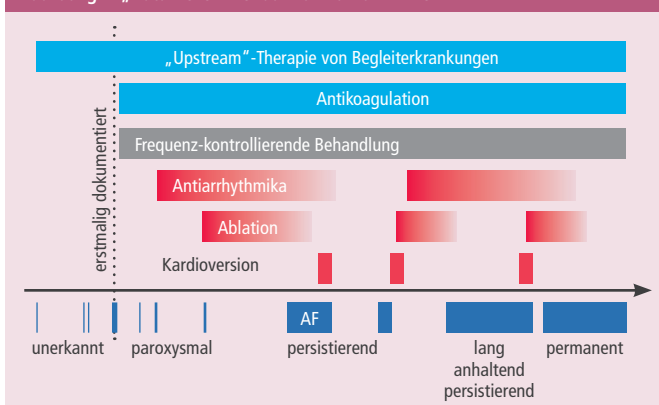 „Upstream“-Therapie von Begleiterkrankungen
Antikoagulation
Frequenz-kontrollierende Behandlung
erstmalig dokumentiert
Antiarrhythmika
Ablation
Kardioversion
AF
unerkannt
paroxysmal
persistierend
lang
anhaltend
persistierend
permanent